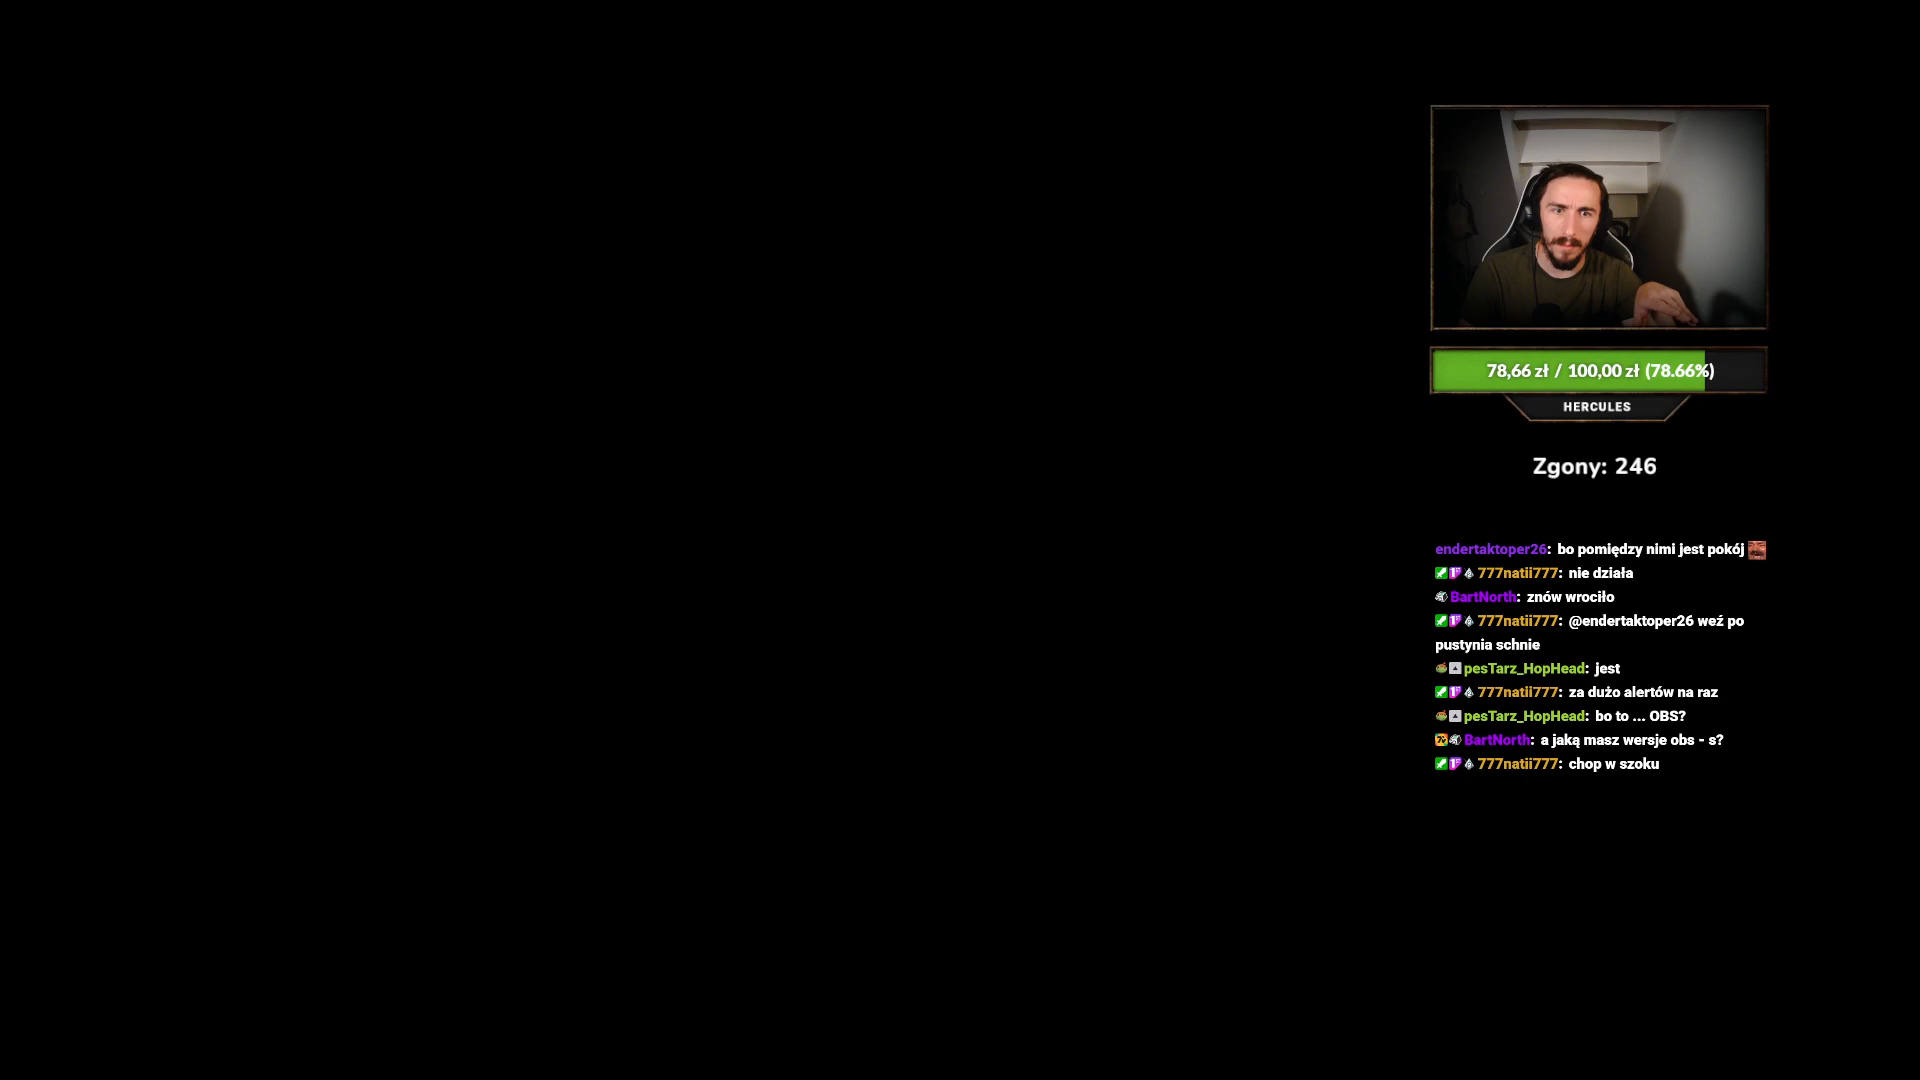 78,66 zł / 100,00 zł (78.66%)
HERCULES
Zgony: 246
endertaktoper26: bo pomiędzy nimi jest pokój
777natii777: nie działa
BartNorth: znów wrociło
777natii777: @endertaktoper26 weź po
pustynia schnie
pesTarz_HopHead: jest
777natii777: za dużo alertów na raz
pesTarz_HopHead: bo to ... OBS?
BartNorth: a jaką masz wersje obs - s?
777natii777: chop w szoku